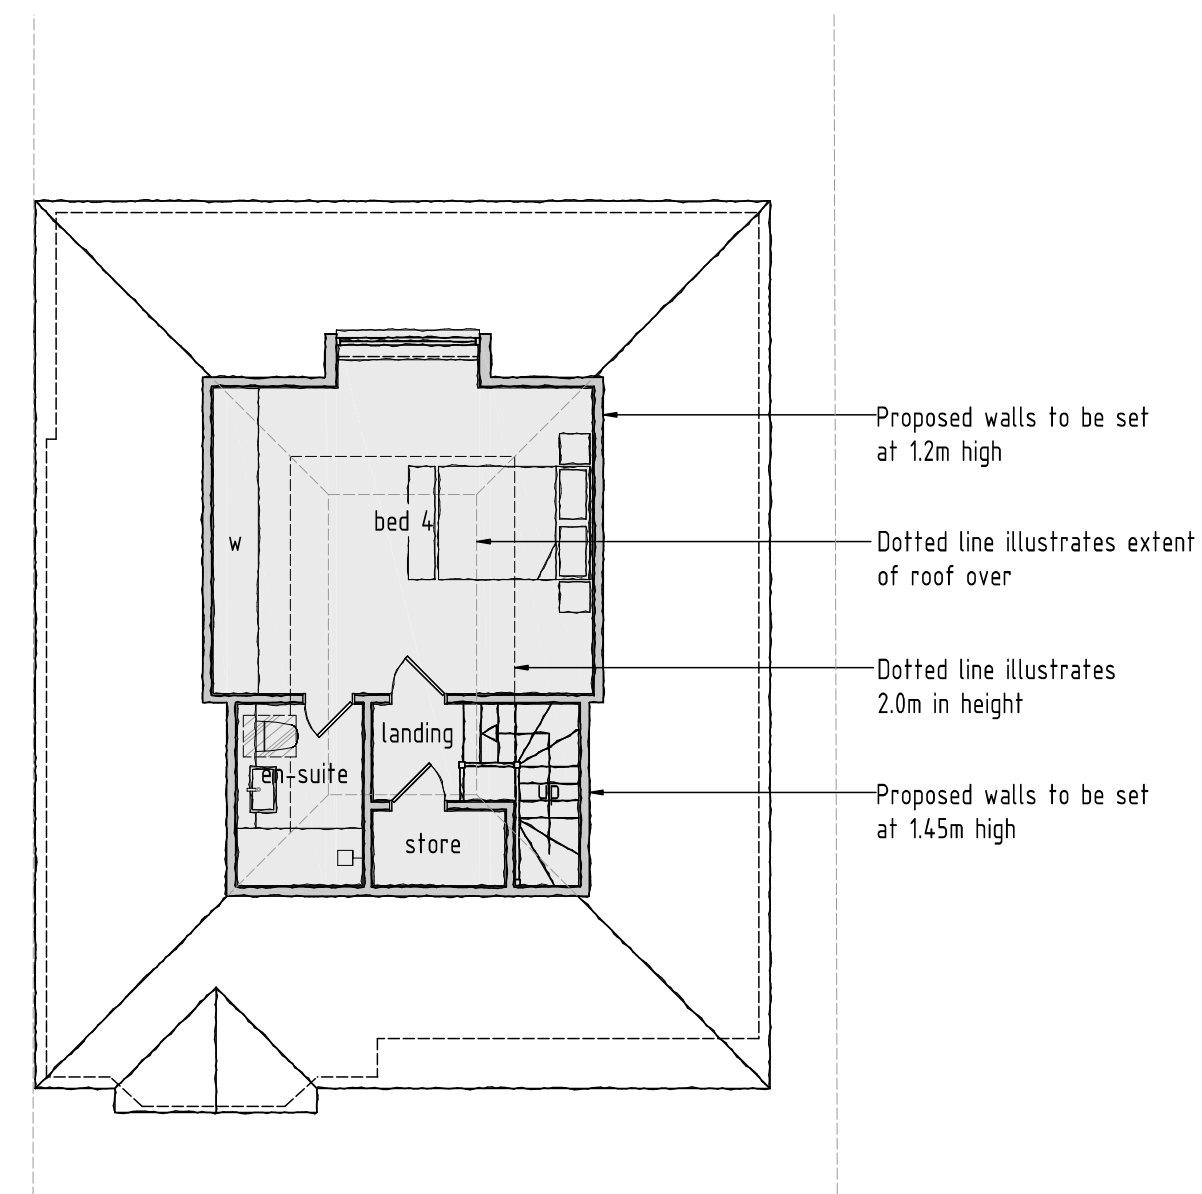 Proposed walls to be set
at 1.2m high
bed 4
w
Dotted line illustrates extent
of roof over
Dotted line illustrates
2.0m in height
landing
en-suite
Proposed walls to be set
at 1.45m high
store